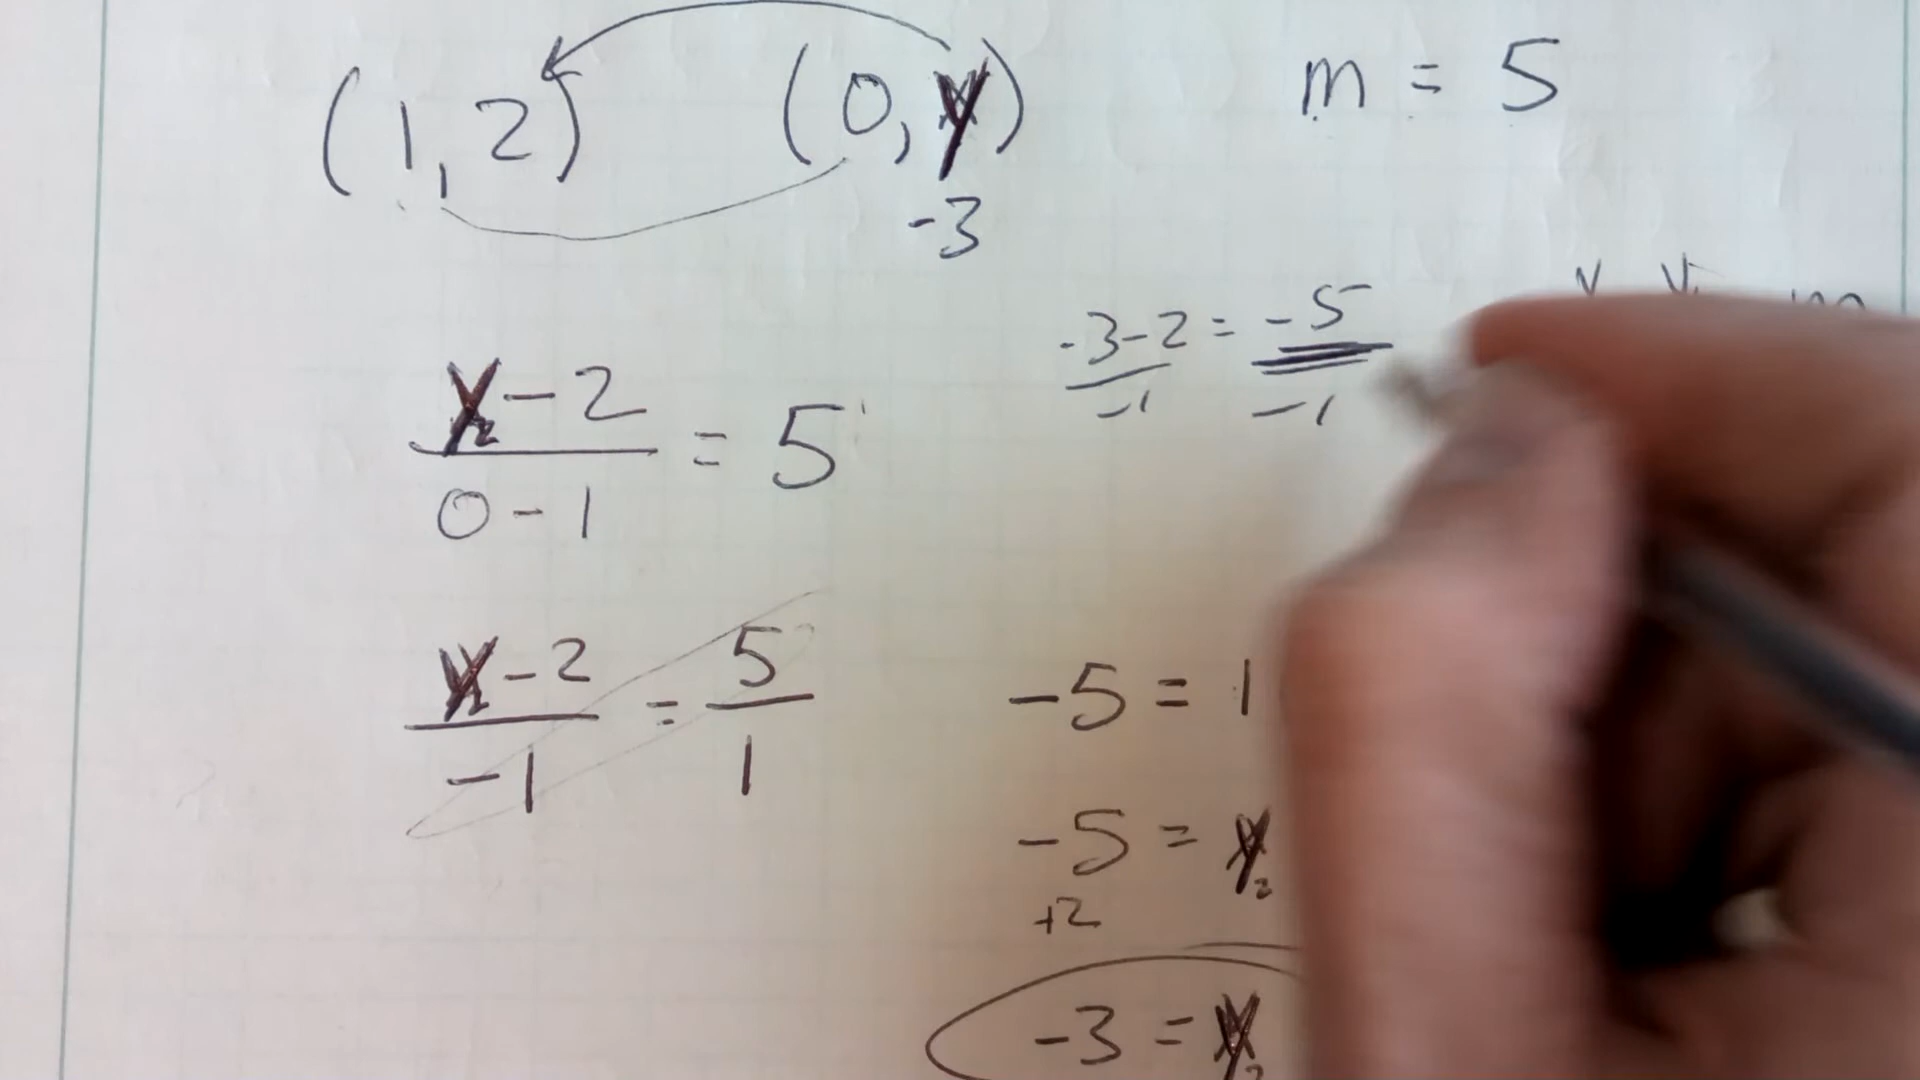 (1,2) (0,y) m = 5
-3
-3-2 = -5
-1 -1
y₂-2 = 5
0-1
y₂-2 = 5
-1 1
-5 = 1
-5 = y₂
+2
-3 = y₂